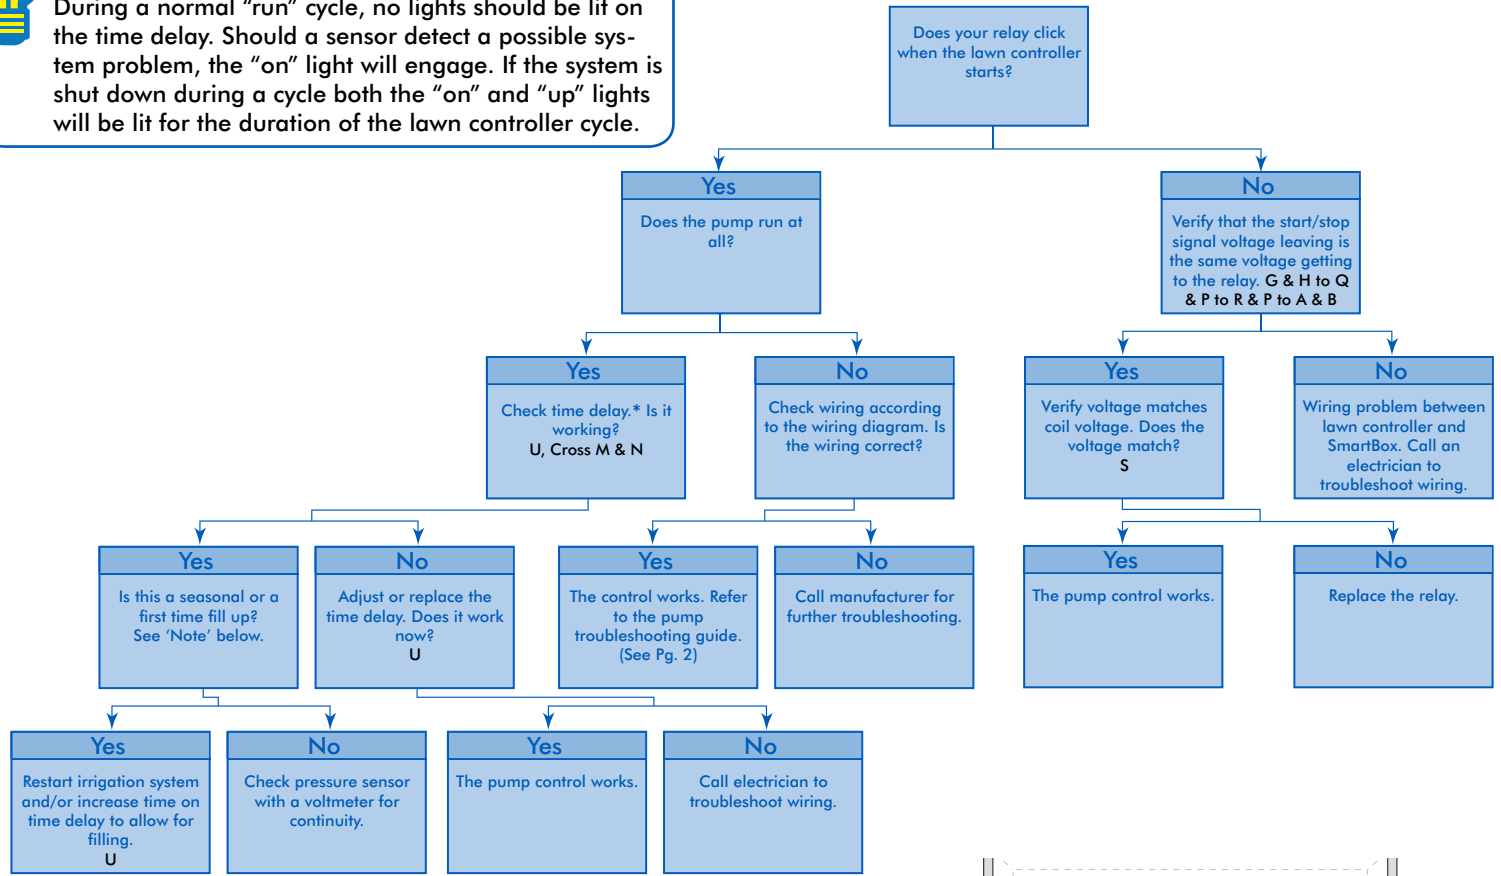 During a normal “run” cycle, no lights should be lit on
the time delay. Should a sensor detect a possible sys-
tem problem, the “on” light will engage. If the system is
shut down during a cycle both the “on” and “up” lights
will be lit for the duration of the lawn controller cycle.
Does your relay click
when the lawn controller
starts?
Yes
Does the pump run at
all?
No
Verify that the start/stop
signal voltage leaving is
the same voltage getting
to the relay. G & H to Q
& P to R & P to A & B
Yes
Check time delay.* Is it
working?
U, Cross M & N
No
Check wiring according
to the wiring diagram. Is
the wiring correct?
Yes
Verify voltage matches
coil voltage. Does the
voltage match?
S
No
Wiring problem between
lawn controller and
SmartBox. Call an
electrician to
troubleshoot wiring.
Yes
Is this a seasonal or a
first time fill up?
See ‘Note’ below.
No
Adjust or replace the
time delay. Does it work
now?
U
Yes
The control works. Refer
to the pump
troubleshooting guide.
(See Pg. 2)
No
Call manufacturer for
further troubleshooting.
Yes
The pump control works.
No
Replace the relay.
Yes
Restart irrigation system
and/or increase time on
time delay to allow for
filling.
U
No
Check pressure sensor
with a voltmeter for
continuity.
Yes
The pump control works.
No
Call electrician to
troubleshoot wiring.